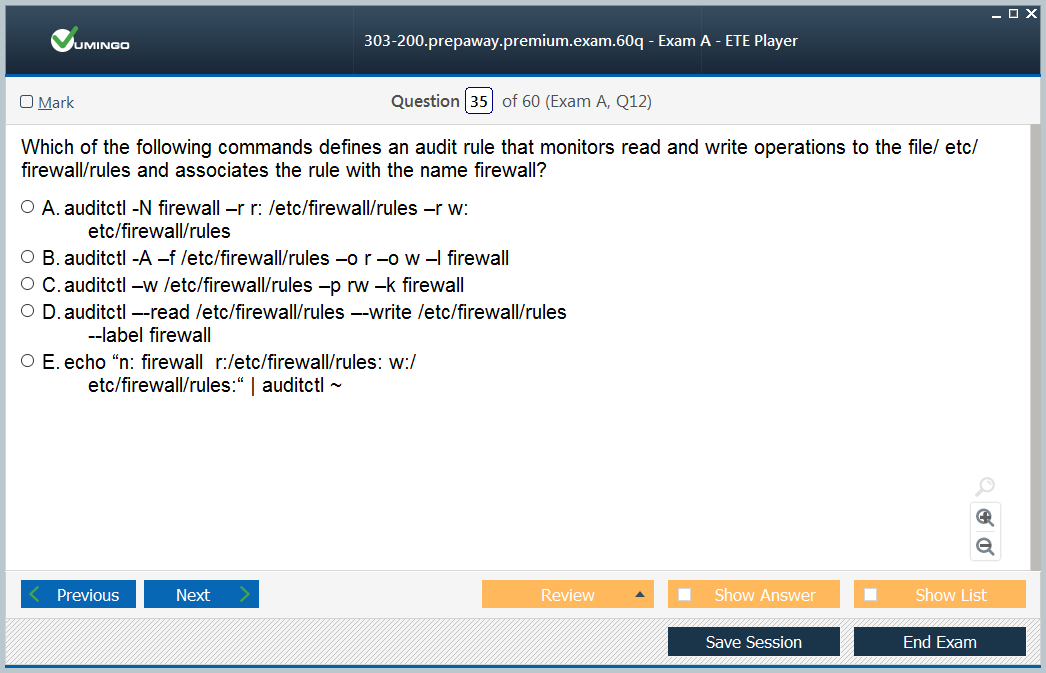 UMINGO
303-200.prepaway.premium.exam.60q - Exam A - ETE Player
Mark
Question 35 of 60 (Exam A, Q12)
Which of the following commands defines an audit rule that monitors read and write operations to the file/ etc/
firewall/rules and associates the rule with the name firewall?
A. auditctl -N firewall –r r: /etc/firewall/rules –r w:
etc/firewall/rules
B. auditctl -A –f /etc/firewall/rules –o r –o w –l firewall
C. auditctl –w /etc/firewall/rules –p rw –k firewall
D. auditctl –-read /etc/firewall/rules –-write /etc/firewall/rules
--label firewall
E. echo “n: firewall  r:/etc/firewall/rules: w:/
etc/firewall/rules:“ | auditctl ~
Previous
Next
Review
Show Answer
Show List
Save Session
End Exam